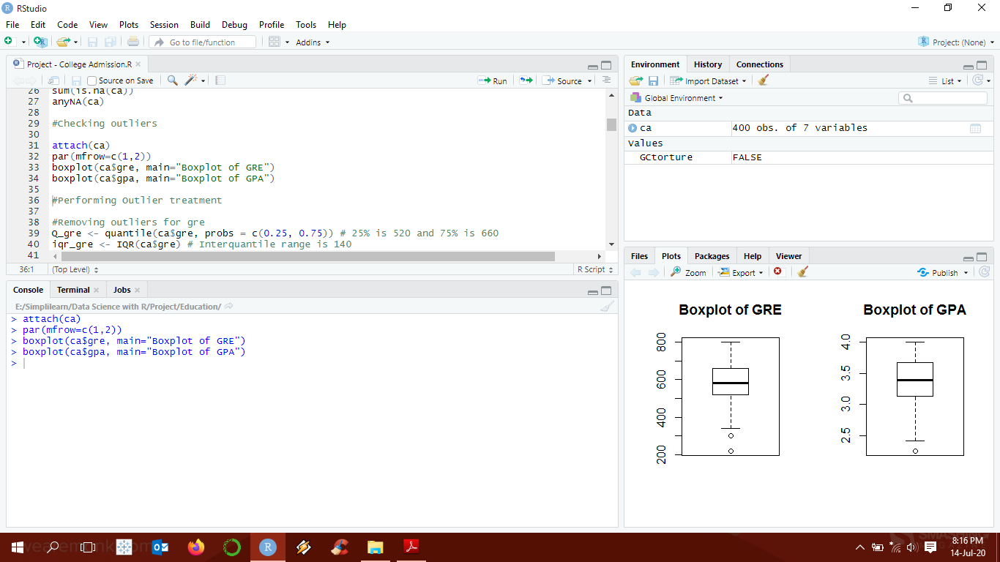 RStudio
File Edit Code View Plots Session Build Debug Profile Tools Help
Go to file/function Addins Project: (None)
Project - College Admission.R
Source on Save Run Source
26 sum(is.na(ca))
27 anyNA(ca)
28
29 #Checking outliers
30
31 attach(ca)
32 par(mfrow=c(1,2))
33 boxplot(ca$gre, main="Boxplot of GRE")
34 boxplot(ca$gpa, main="Boxplot of GPA")
35
36 #Performing Outlier treatment
37
38 #Removing outliers for gre
39 Q_gre <- quantile(ca$gre, probs = c(0.25, 0.75)) # 25% is 520 and 75% is 660
40 iqr_gre <- IQR(ca$gre) # Interquantile range is 140
41
36:1 (Top Level) R Script
Console Terminal Jobs
E:/Simplilearn/Data Science with R/Project/Education/
> attach(ca)
> par(mfrow=c(1,2))
> boxplot(ca$gre, main="Boxplot of GRE")
> boxplot(ca$gpa, main="Boxplot of GPA")
>
Environment History Connections
Import Dataset List
Global Environment
Data
ca 400 obs. of 7 variables
Values
GCtorture FALSE
Files Plots Packages Help Viewer
Zoom Export Publish
Boxplot of GRE Boxplot of GPA
800
600
400
200
4.0
3.5
3.0
2.5
8:16 PM
14-Jul-20